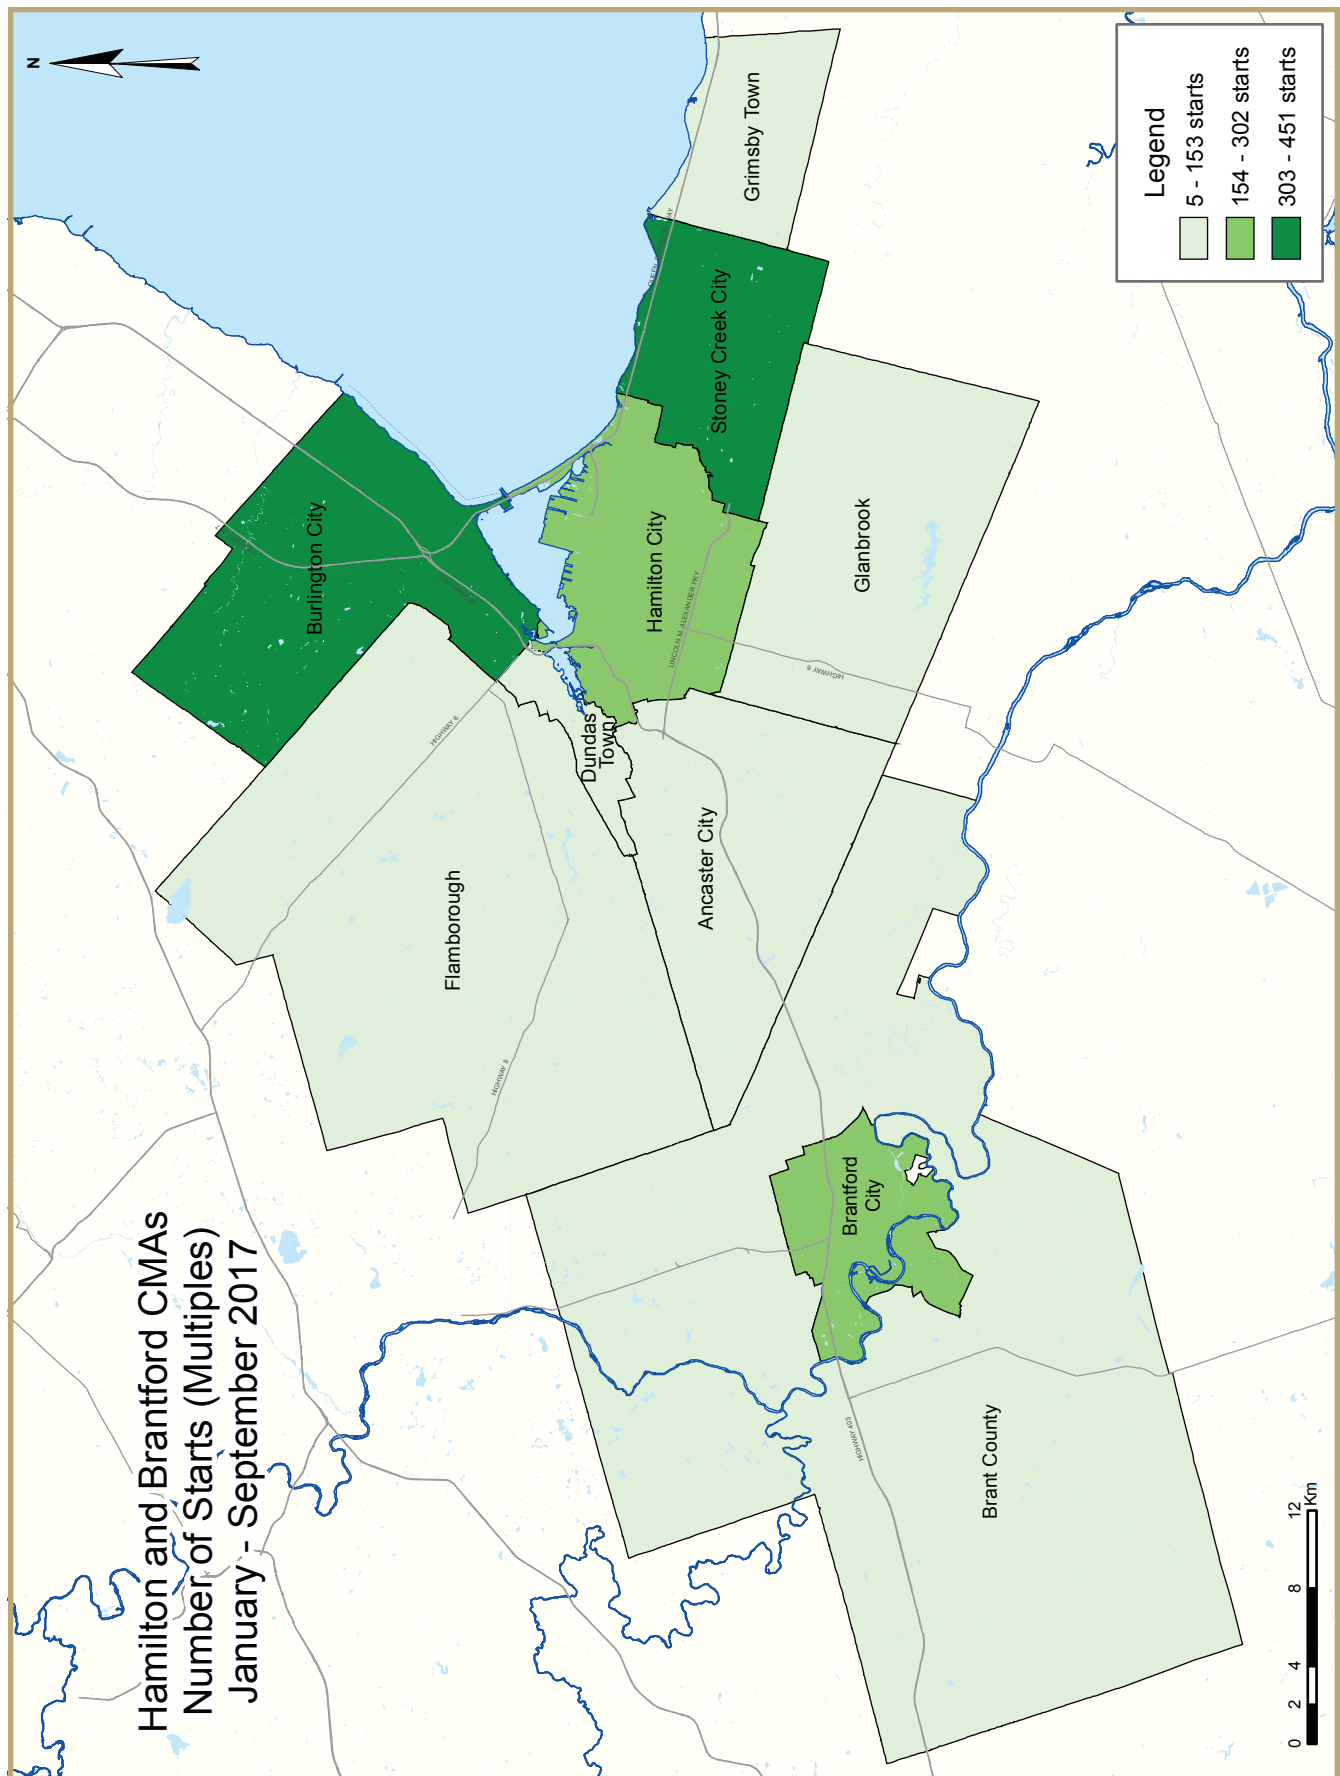 Hamilton and Brantford CMAs
Number of Starts (Multiples)
January - September 2017
N
Burlington City
HIGHWAY 6
Flamborough
HIGHWAY 8
Dundas
Town
Hamilton City
LINCOLN M. ALEXANDER PKY
Stoney Creek City
Grimsby Town
Ancaster City
Glanbrook
HIGHWAY 6
Brantford
City
HIGHWAY 403
Brant County
Legend
5 - 153 starts
154 - 302 starts
303 - 451 starts
0 2 4 8 12
Km